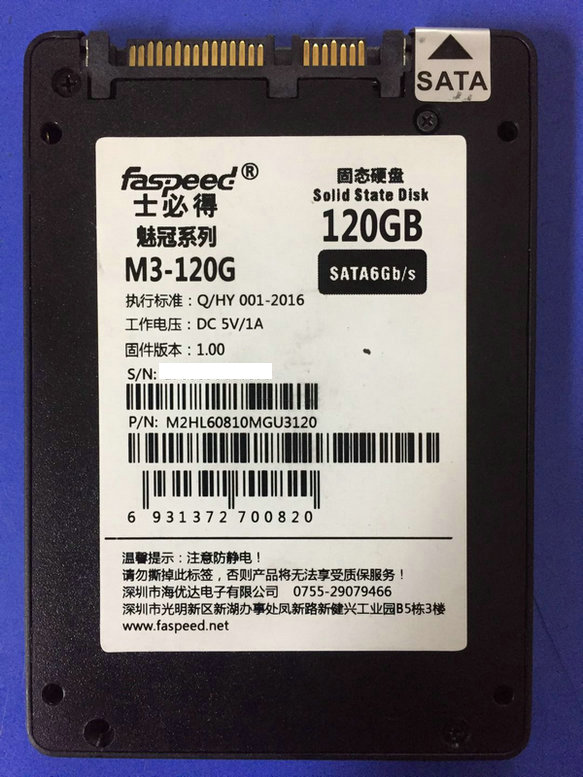 SATA
faspeed®
士必得
魅冠系列
M3-120G
固态硬盘
Solid State Disk
120GB
SATA6Gb/s
执行标准：Q/HY 001-2016
工作电压：DC 5V/1A
固件版本：1.00
S/N:
P/N: M2HL60810MGU3120
6 931372 700820
温馨提示：注意防静电！
请勿撕掉此标签，否则产品将无法享受质保服务！
深圳市海优达电子有限公司 0755-29079466
深圳市光明新区新湖办事处凤新路新健兴工业园B5栋3楼
www.faspeed.net